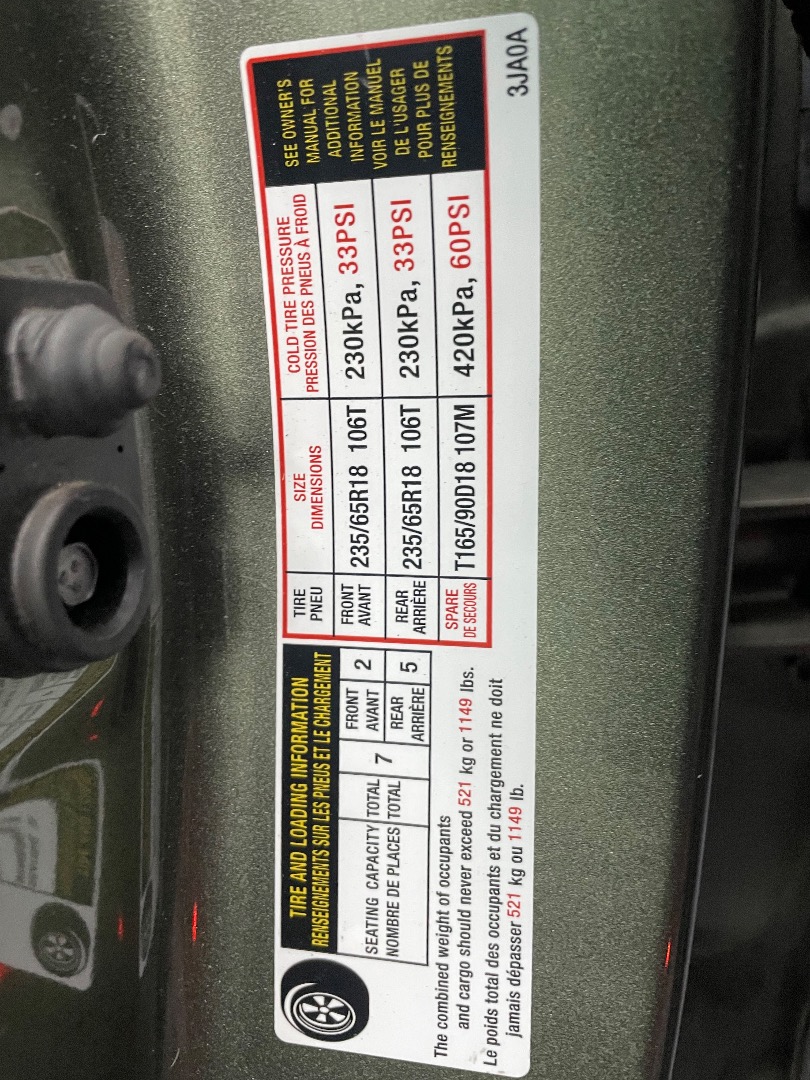 TIRE AND LOADING INFORMATION
RENSEIGNEMENTS SUR LES PNEUS ET LE CHARGEMENT
SEATING CAPACITY TOTAL 7 FRONT AVANT 2
NOMBRE DE PLACES TOTAL REAR ARRIÈRE 5
The combined weight of occupants
and cargo should never exceed 521 kg or 1149 lbs.
Le poids total des occupants et du chargement ne doit
jamais dépasser 521 kg ou 1149 lb.
TIRE PNEU SIZE DIMENSIONS COLD TIRE PRESSURE PRESSION DES PNEUS À FROID
FRONT AVANT 235/65R18 106T 230kPa, 33PSI
REAR ARRIÈRE 235/65R18 106T 230kPa, 33PSI
SPARE DE SECOURS T165/90D18 107M 420kPa, 60PSI
SEE OWNER'S
MANUAL FOR
ADDITIONAL
INFORMATION
VOIR LE MANUEL
DE L'USAGER
POUR PLUS DE
RENSEIGNEMENTS
3JA0A